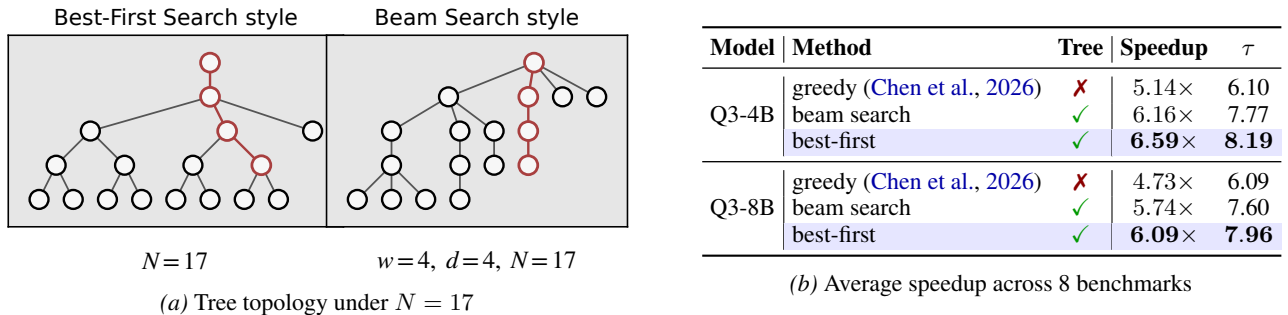 Best-First Search style
Beam Search style
N=17
w=4, d=4, N=17
(a) Tree topology under N = 17
Model Method Tree Speedup τ
Q3-4B
greedy (Chen et al., 2026) ✗ 5.14× 6.10
beam search ✓ 6.16× 7.77
best-first ✓ 6.59× 8.19
Q3-8B
greedy (Chen et al., 2026) ✗ 4.73× 6.09
beam search ✓ 5.74× 7.60
best-first ✓ 6.09× 7.96
(b) Average speedup across 8 benchmarks